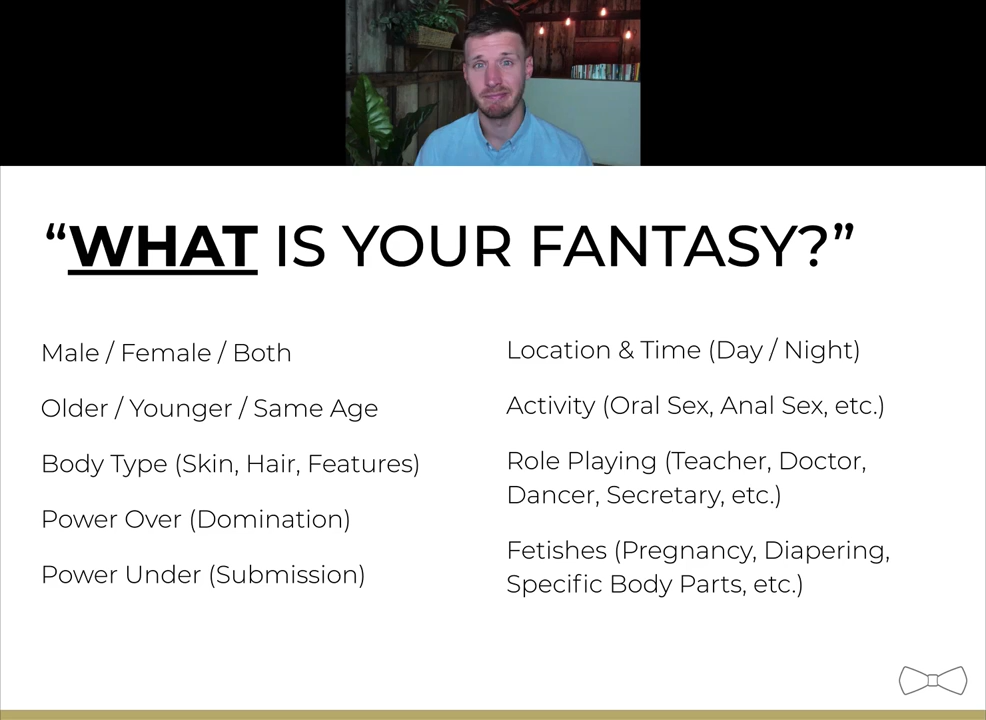 “WHAT IS YOUR FANTASY?”
Male / Female / Both
Older / Younger / Same Age
Body Type (Skin, Hair, Features)
Power Over (Domination)
Power Under (Submission)
Location & Time (Day / Night)
Activity (Oral Sex, Anal Sex, etc.)
Role Playing (Teacher, Doctor,
Dancer, Secretary, etc.)
Fetishes (Pregnancy, Diapering,
Specific Body Parts, etc.)